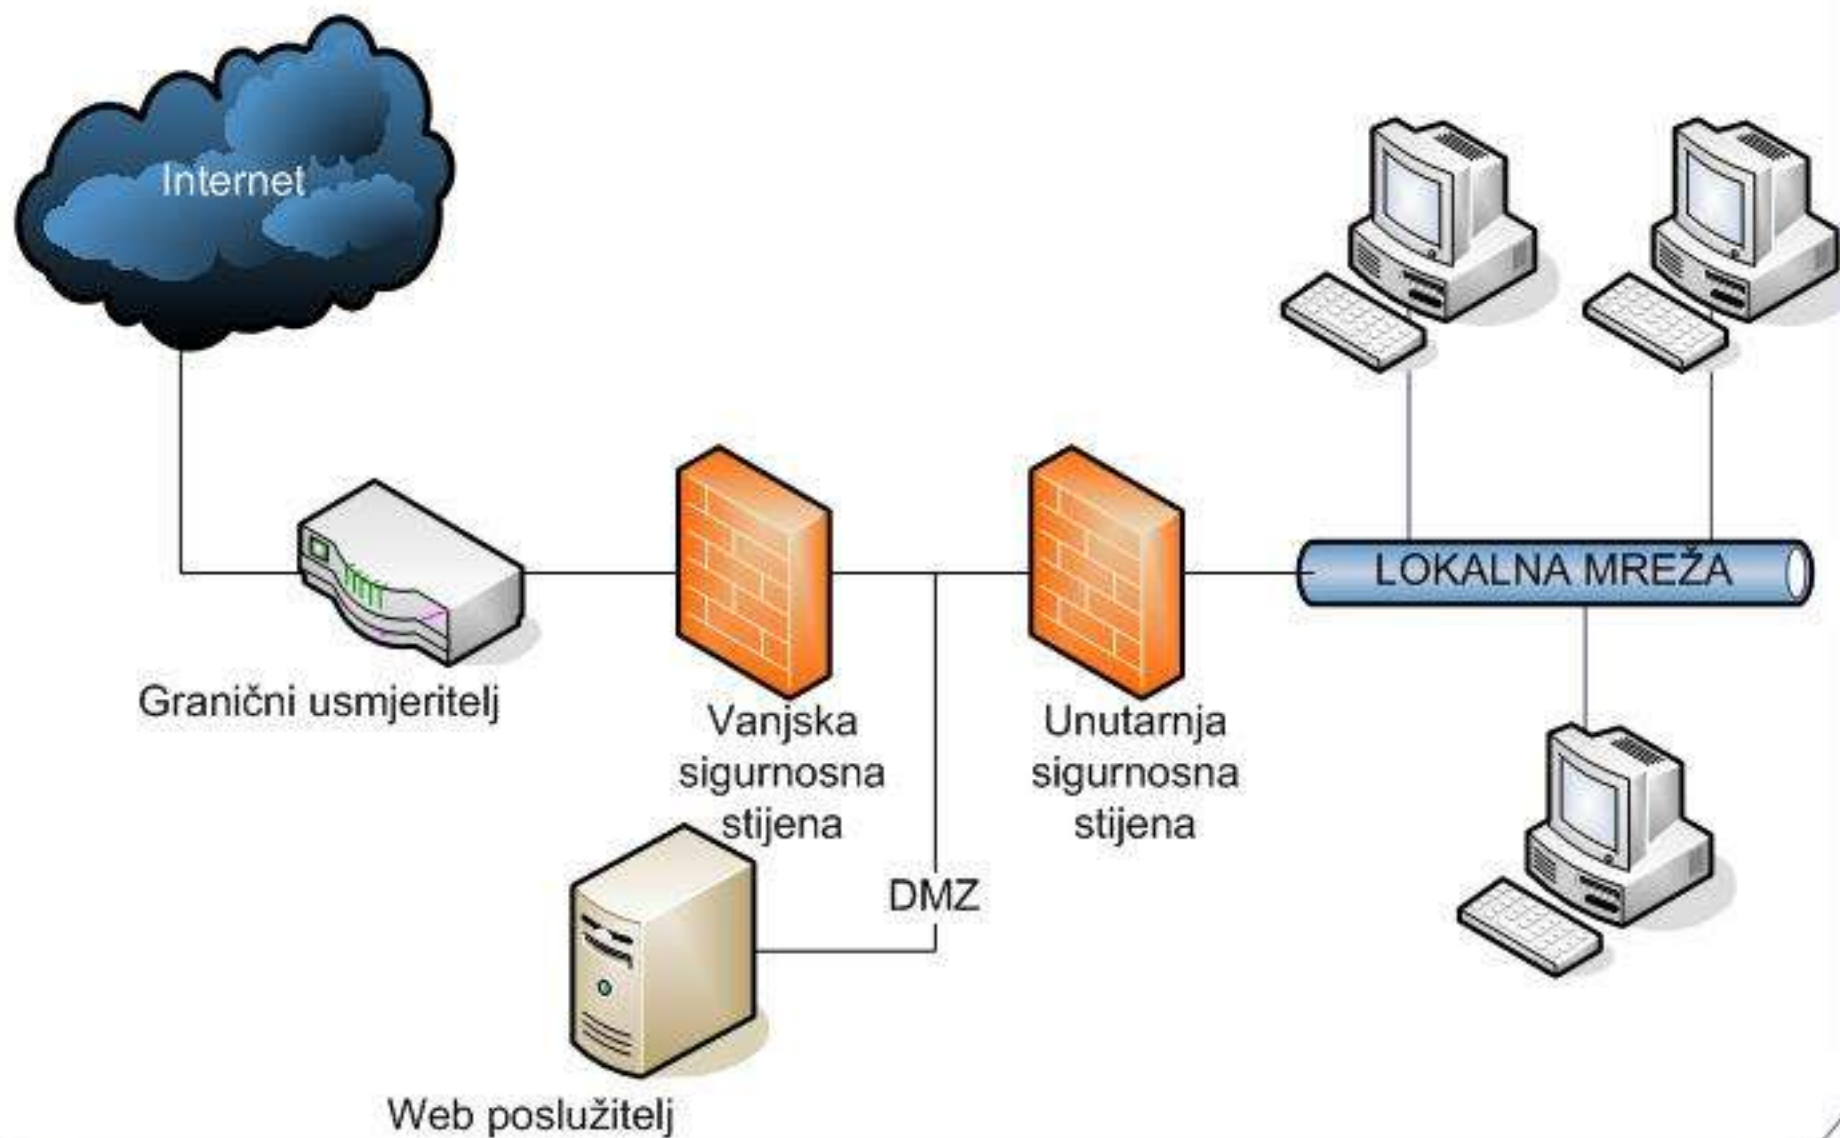 Internet
LOKALNA MREŽA
Granični usmjeritelj
Vanjska
sigurnosna
stijena
Unutarnja
sigurnosna
stijena
DMZ
Web poslužitelj